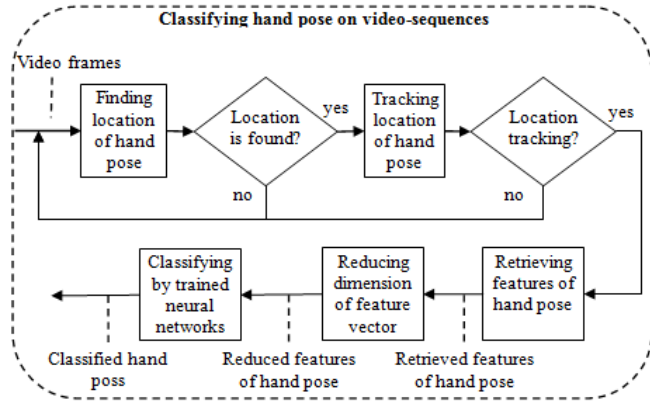 Classifying hand pose on video-sequences
Video frames
Finding
location
of hand
pose
Location
is found?
yes
no
Tracking
location
of hand
pose
Location
tracking?
yes
no
Retrieving
features of
hand pose
Reducing
dimension
of feature
vector
Classifying
by trained
neural
networks
Classified hand
poss
Reduced features
of hand pose
Retrieved features
of hand pose